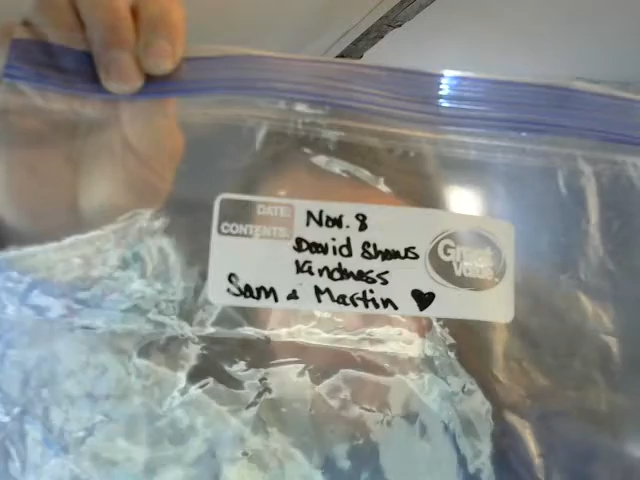 DATE: Nov. 8
CONTENTS: David Shows
Kindness
Sam & Martin ♥
Great
Value